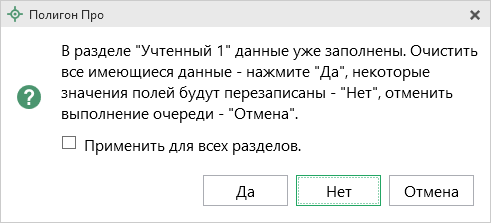 Полигон Про
В разделе "Учтенный 1" данные уже заполнены. Очистить
все имеющиеся данные - нажмите "Да", некоторые
значения полей будут перезаписаны - "Нет", отменить
выполнение очереди - "Отмена".
Применить для всех разделов.
Да
Нет
Отмена